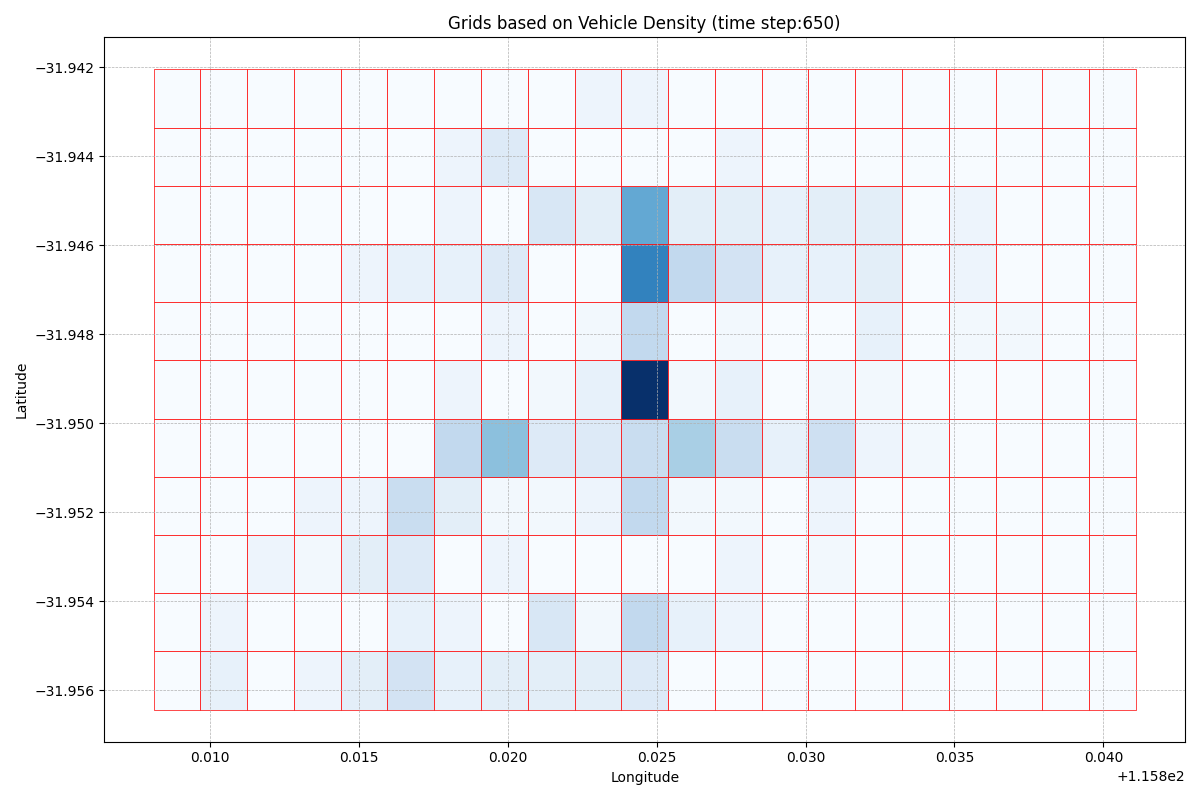 Grids based on Vehicle Density (time step:650)
−31.942
−31.944
−31.946
−31.948
−31.950
−31.952
−31.954
−31.956
Latitude
0.010 0.015 0.020 0.025 0.030 0.035 0.040
Longitude
+1.158e2